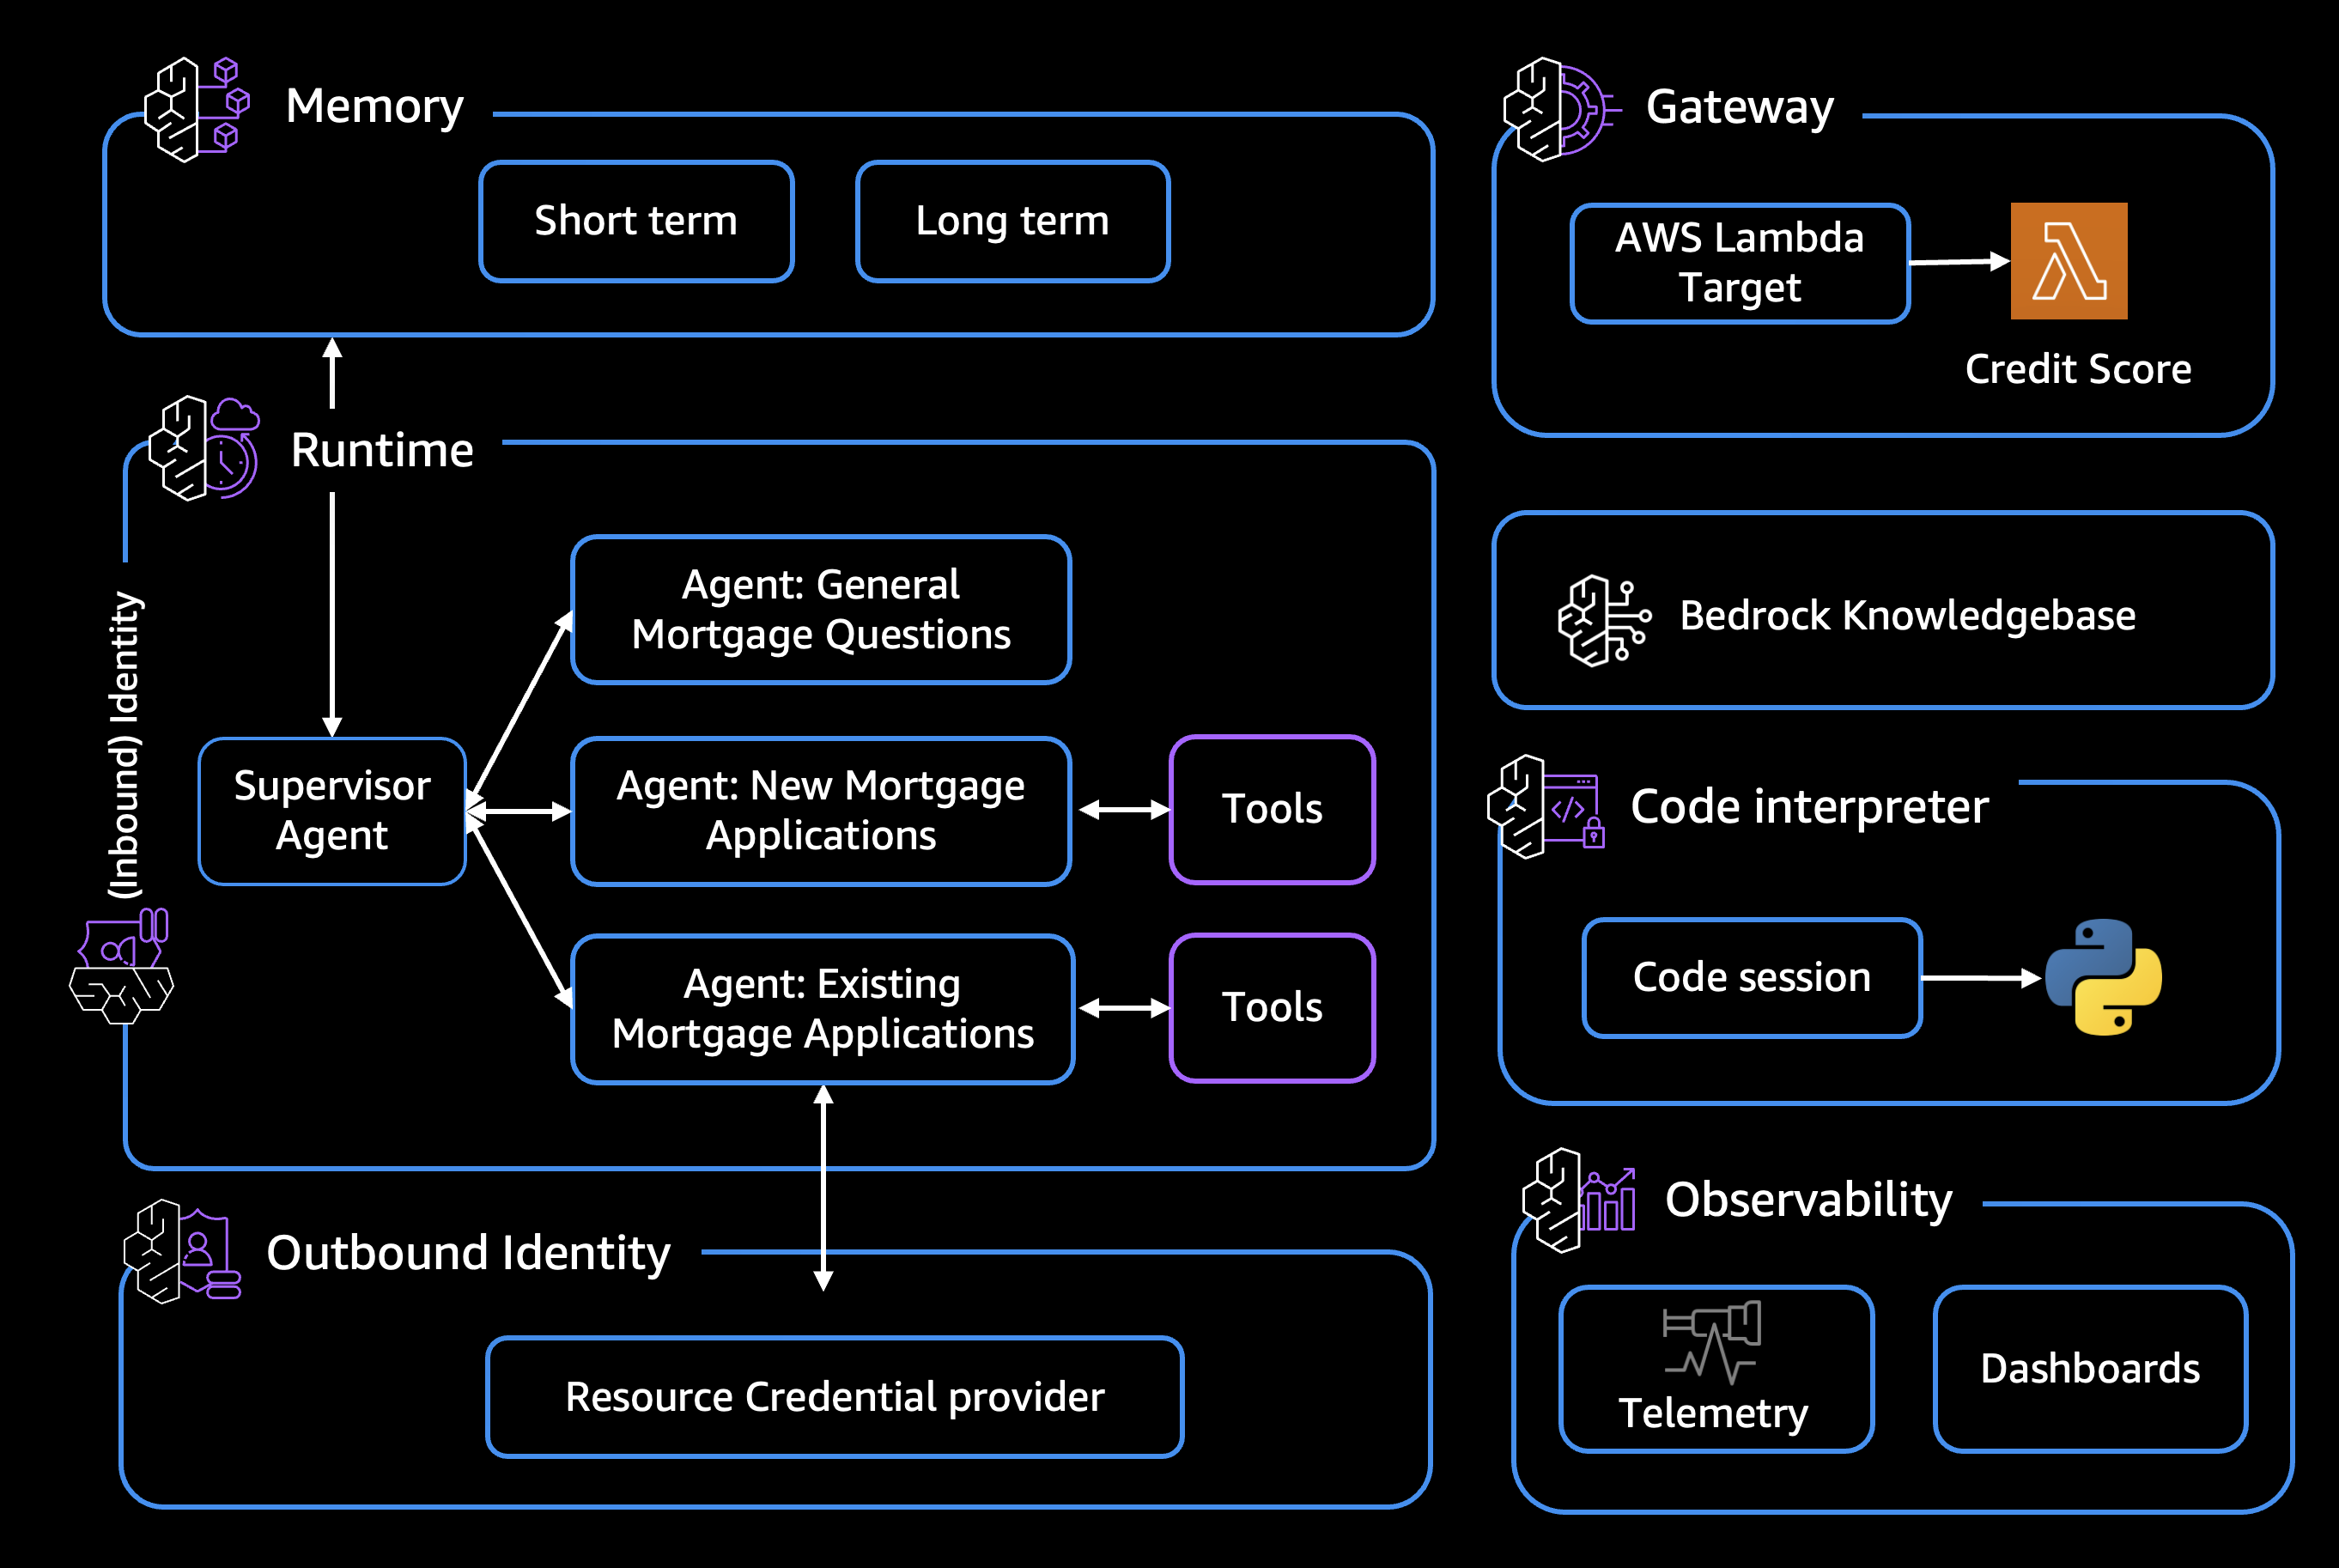 Memory
Short term
Long term
Runtime
(Inbound) Identity
Supervisor
Agent
Agent: General
Mortgage Questions
Agent: New Mortgage
Applications
Tools
Agent: Existing
Mortgage Applications
Tools
Outbound Identity
Resource Credential provider
Gateway
AWS Lambda
Target
Credit Score
Bedrock Knowledgebase
Code interpreter
Code session
Observability
Telemetry
Dashboards